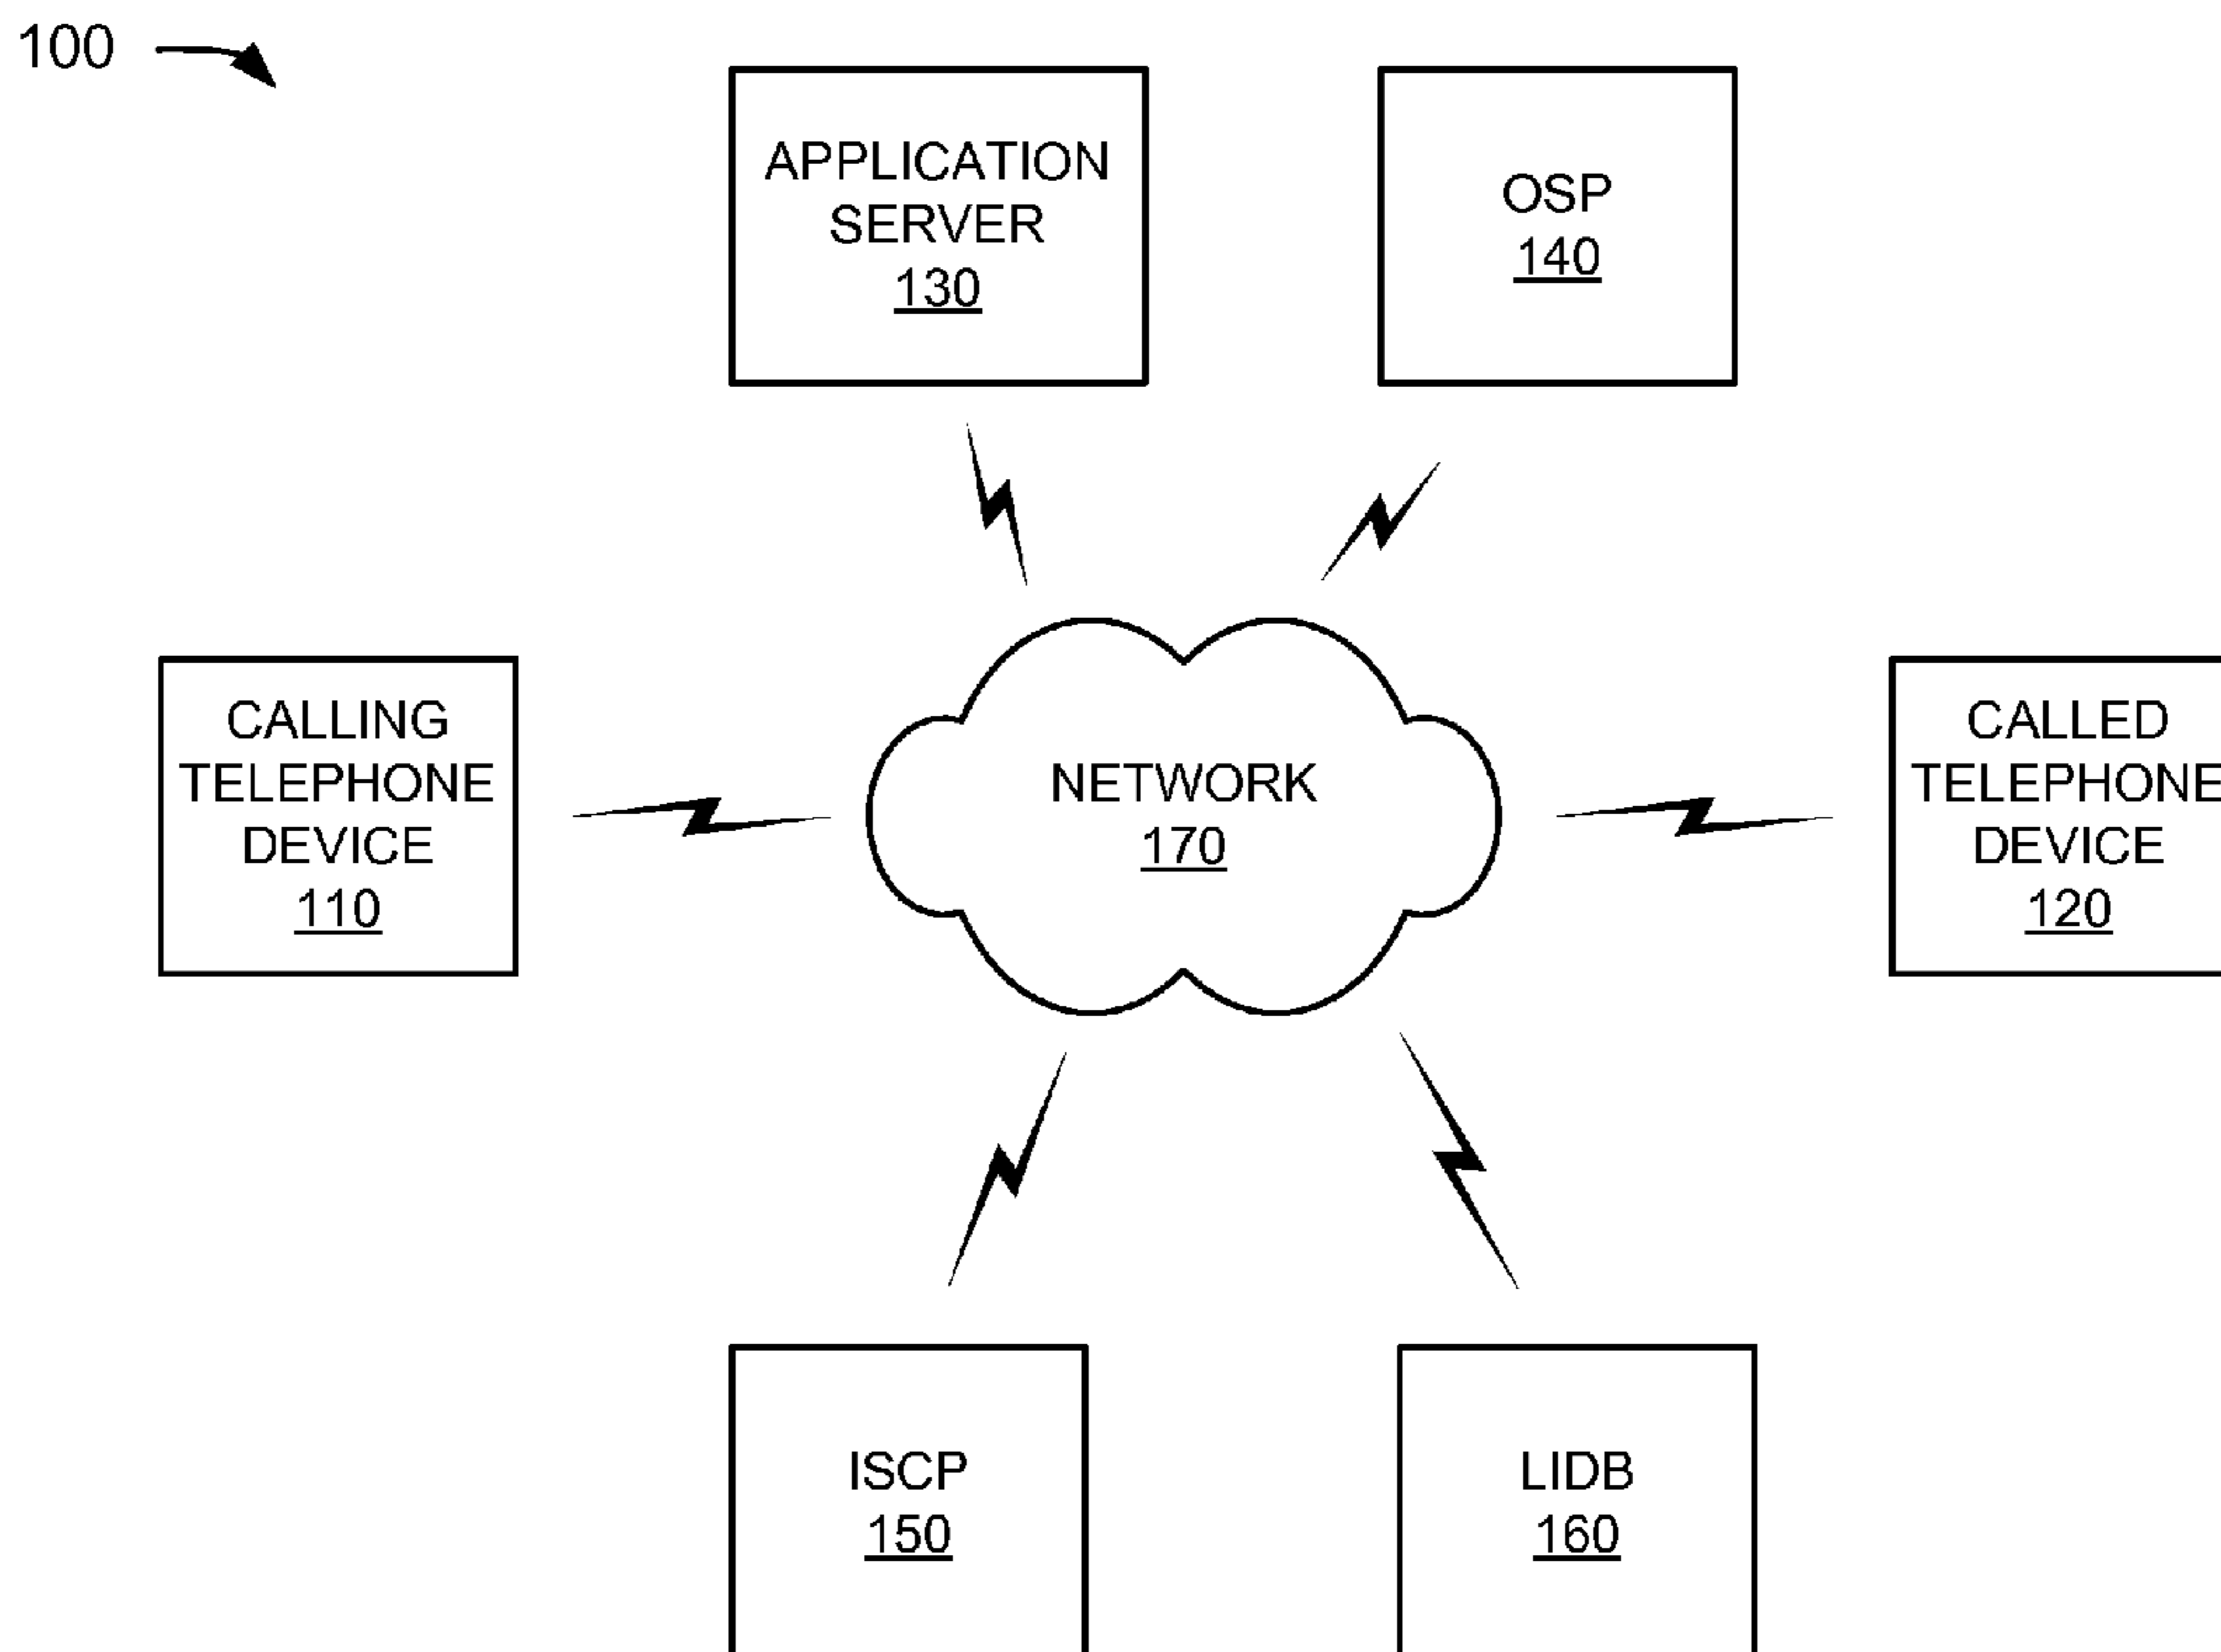 100
APPLICATION
SERVER
130
OSP
140
CALLING
TELEPHONE
DEVICE
110
NETWORK
170
CALLED
TELEPHONE
DEVICE
120
ISCP
150
LIDB
160